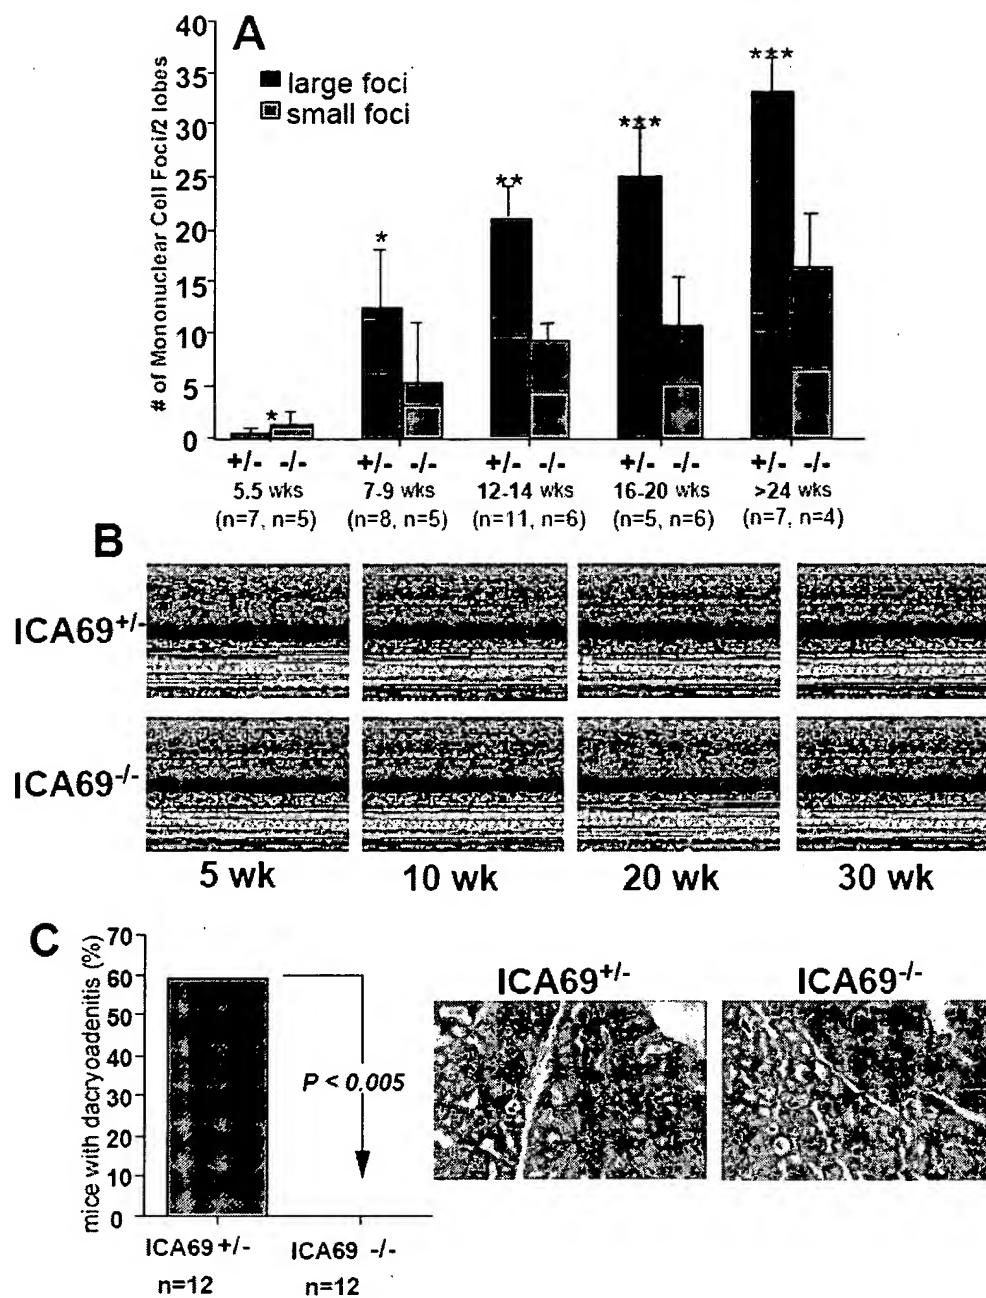 A
40
35
30
25
20
15
10
5
0
# of Mononuclear Cell Foci/2 lobes
large foci
small foci
*
*
**
***
***
+/- -/- +/- -/- +/- -/- +/- -/- +/- -/-
5.5 wks 7-9 wks 12-14 wks 16-20 wks >24 wks
(n=7, n=5) (n=8, n=5) (n=11, n=6) (n=5, n=6) (n=7, n=4)
B
ICA69+/-
ICA69-/-
5 wk 10 wk 20 wk 30 wk
C
mice with dacryoadenitis (%)
70
60
50
40
30
20
10
0
P < 0.005
ICA69 +/- ICA69 -/-
n=12 n=12
ICA69+/- ICA69-/-